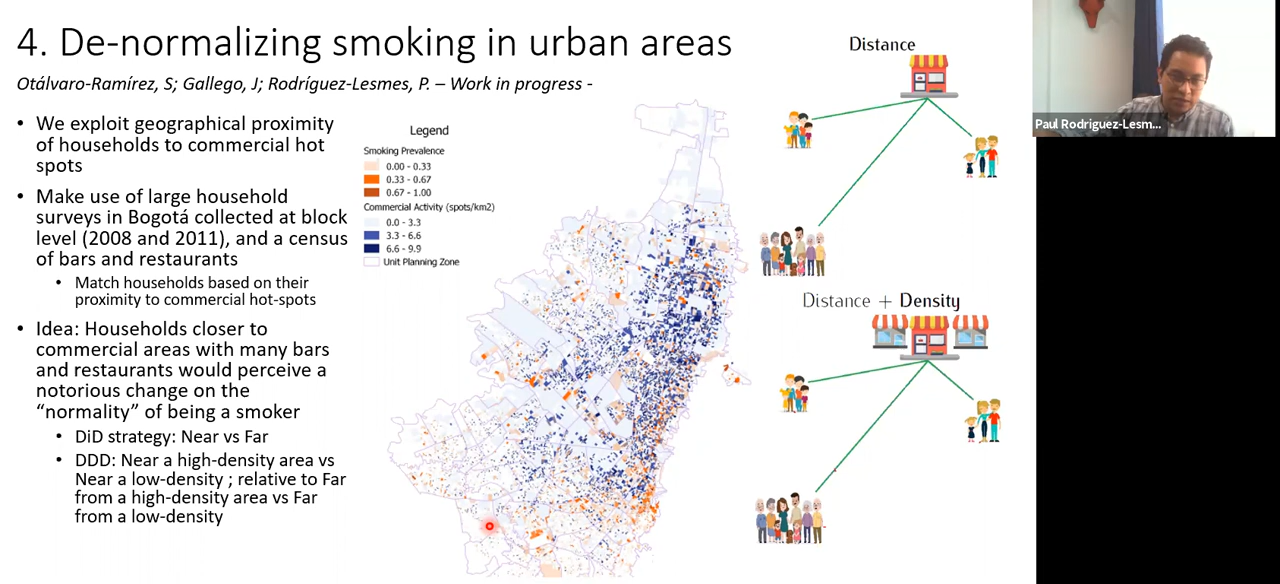 4. De-normalizing smoking in urban areas
Otálvaro-Ramírez, S; Gallego, J; Rodríguez-Lesmes, P. – Work in progress -
• We exploit geographical proximity
of households to commercial hot
spots
• Make use of large household
surveys in Bogotá collected at block
level (2008 and 2011), and a census
of bars and restaurants
• Match households based on their
proximity to commercial hot-spots
• Idea: Households closer to
commercial areas with many bars
and restaurants would perceive a
notorious change on the
“normality” of being a smoker
• DiD strategy: Near vs Far
• DDD: Near a high-density area vs
Near a low-density ; relative to Far
from a high-density area vs Far
from a low-density
Legend
Smoking Prevalence
0.00 - 0.33
0.33 - 0.67
0.67 - 1.00
Commercial Activity (spots/km2)
0.0 - 3.3
3.3 - 6.6
6.6 - 9.9
Unit Planning Zone
Distance
Distance + Density
Paul Rodriguez-Lesm...